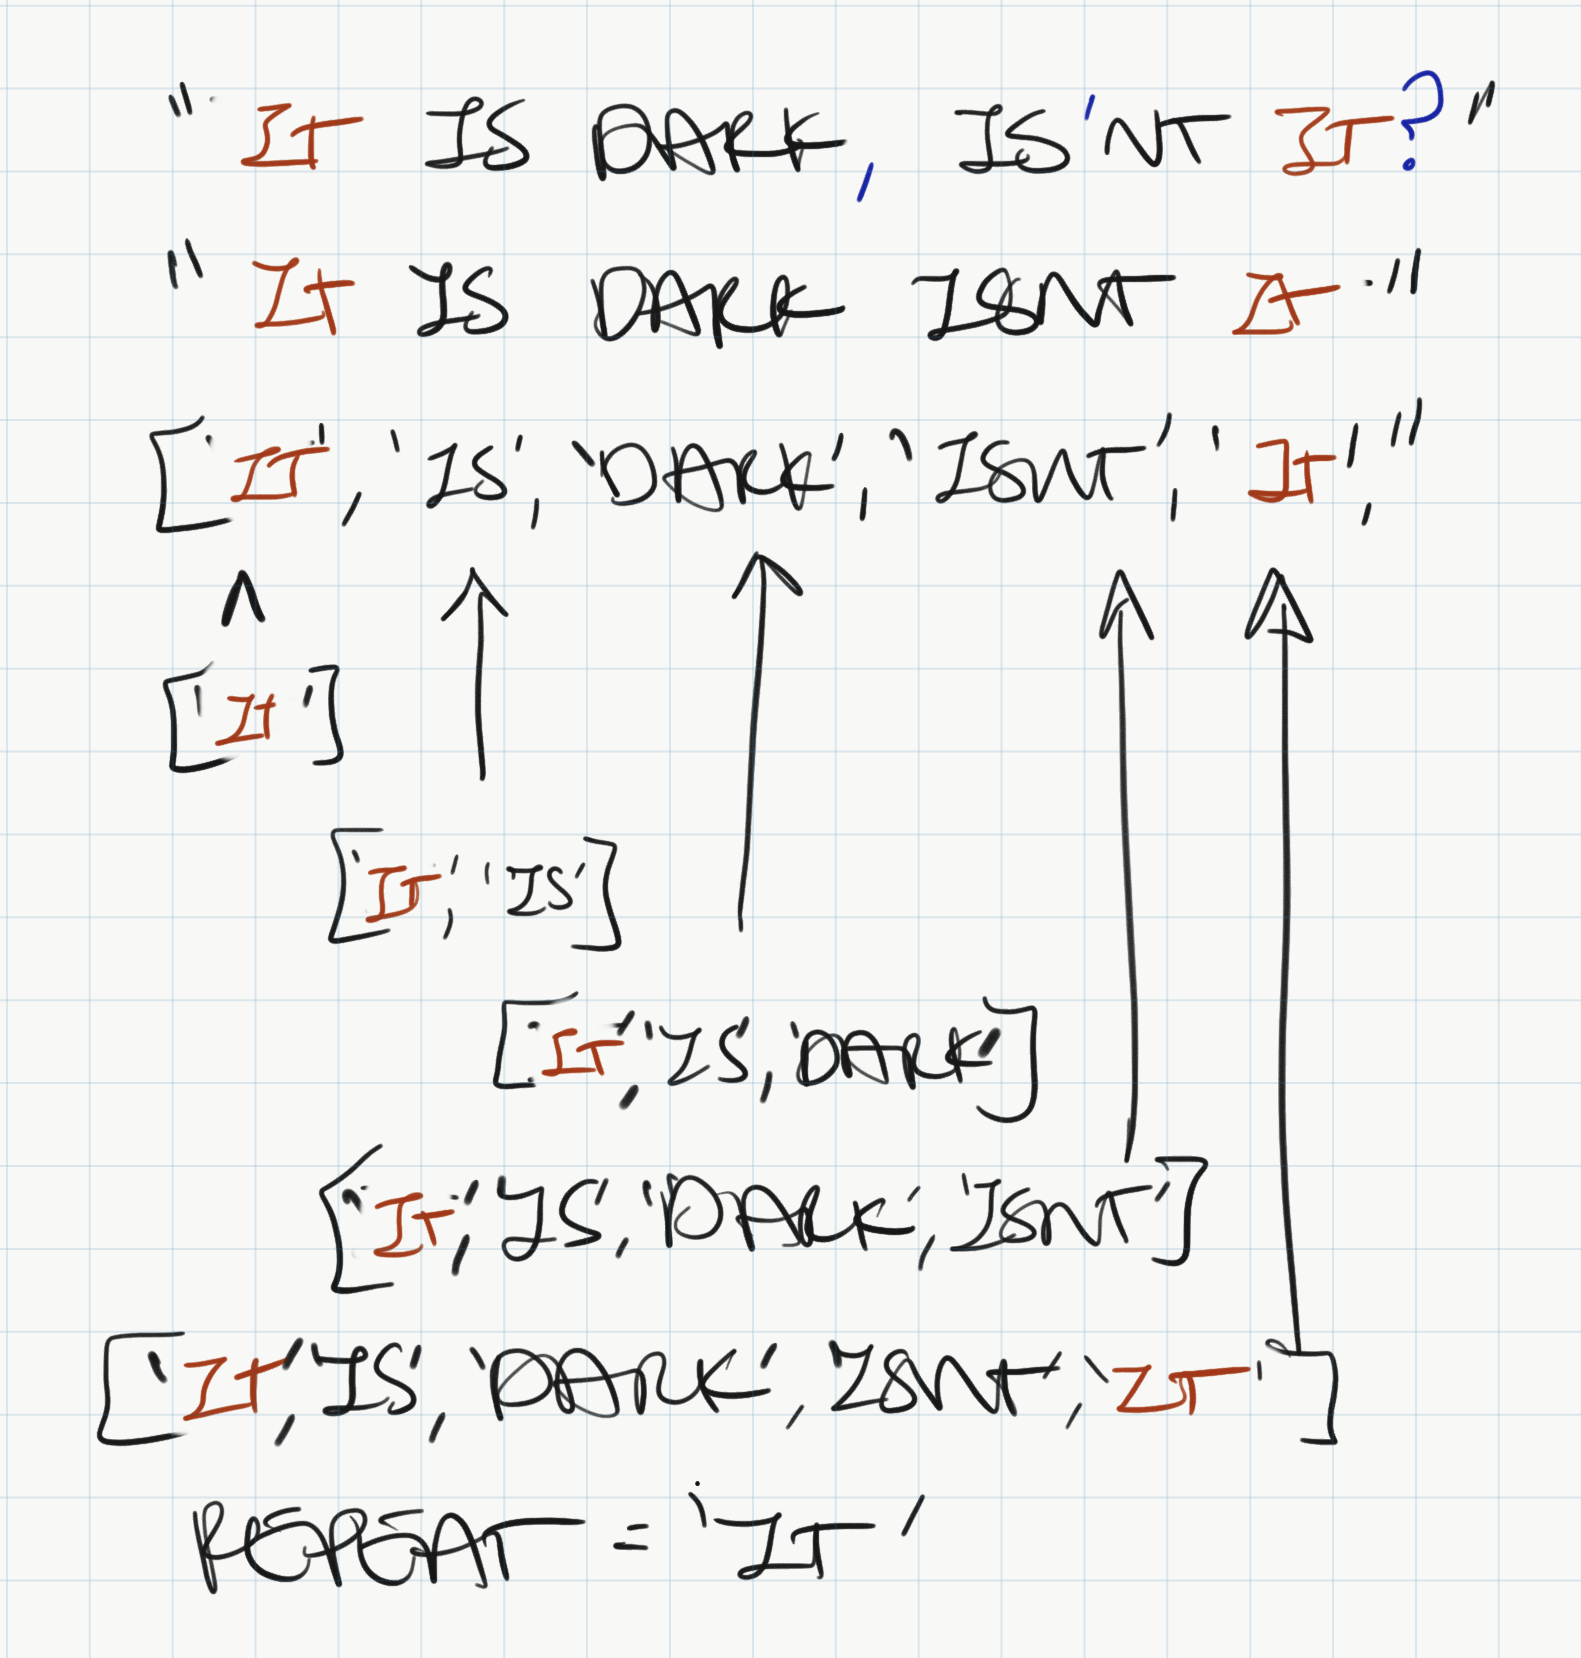 " It IS DARK, IS'NT IT?"
" It IS DARK ISNT It "
['IT', 'IS', 'DARK', 'ISNT', 'It', "
['It']
['IT', 'IS']
['IT', 'IS', 'DARK']
['IT', 'IS', 'DARK', 'ISNT']
['It', 'IS', 'DARK', 'ISNT', 'IT']
REPEAT = 'IT'